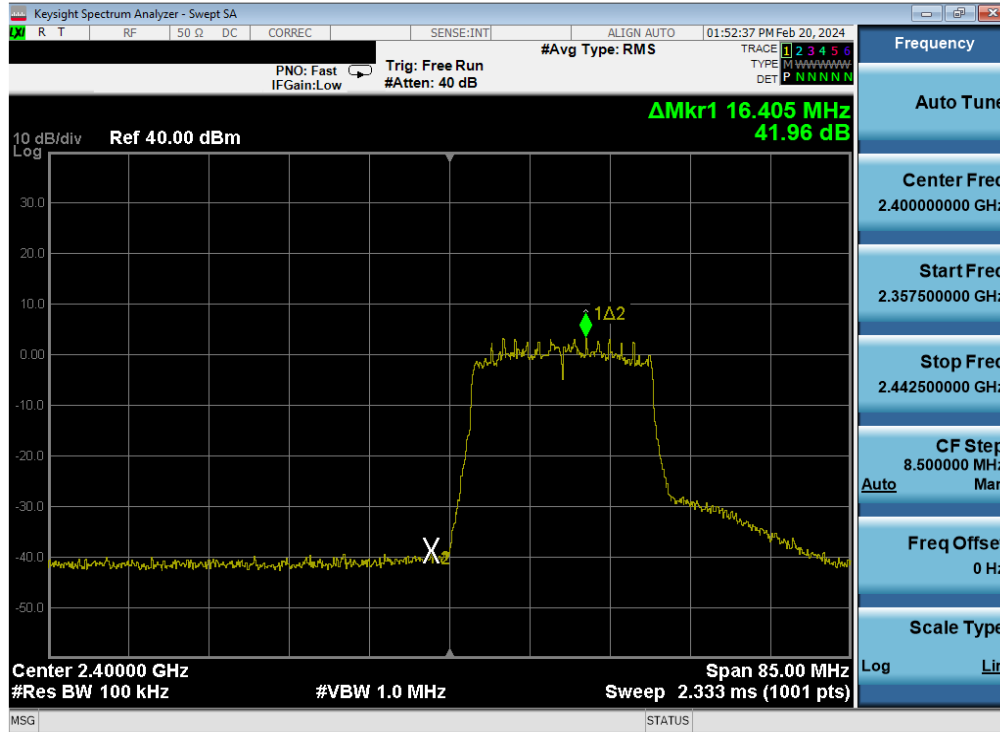 Keysight Spectrum Analyzer - Swept SA
LXI R T RF 50 Ω DC CORREC SENSE:INT ALIGN AUTO 01:52:37 PM Feb 20, 2024
PNO: Fast
IFGain:Low
Trig: Free Run
#Atten: 40 dB
#Avg Type: RMS
TRACE 1 2 3 4 5 6
TYPE M WWWWW
DET P N N N N N
ΔMkr1 16.405 MHz
41.96 dB
10 dB/div Ref 40.00 dBm
Log
30.0
20.0
10.0
0.00
-10.0
-20.0
-30.0
-40.0
-50.0
1Δ2
X2
Center 2.40000 GHz
#Res BW 100 kHz
#VBW 1.0 MHz
Span 85.00 MHz
Sweep 2.333 ms (1001 pts)
MSG STATUS
Frequency
Auto Tune
Center Freq
2.400000000 GHz
Start Freq
2.357500000 GHz
Stop Freq
2.442500000 GHz
CF Step
8.500000 MHz
Auto Man
Freq Offset
0 Hz
Scale Type
Log Lin